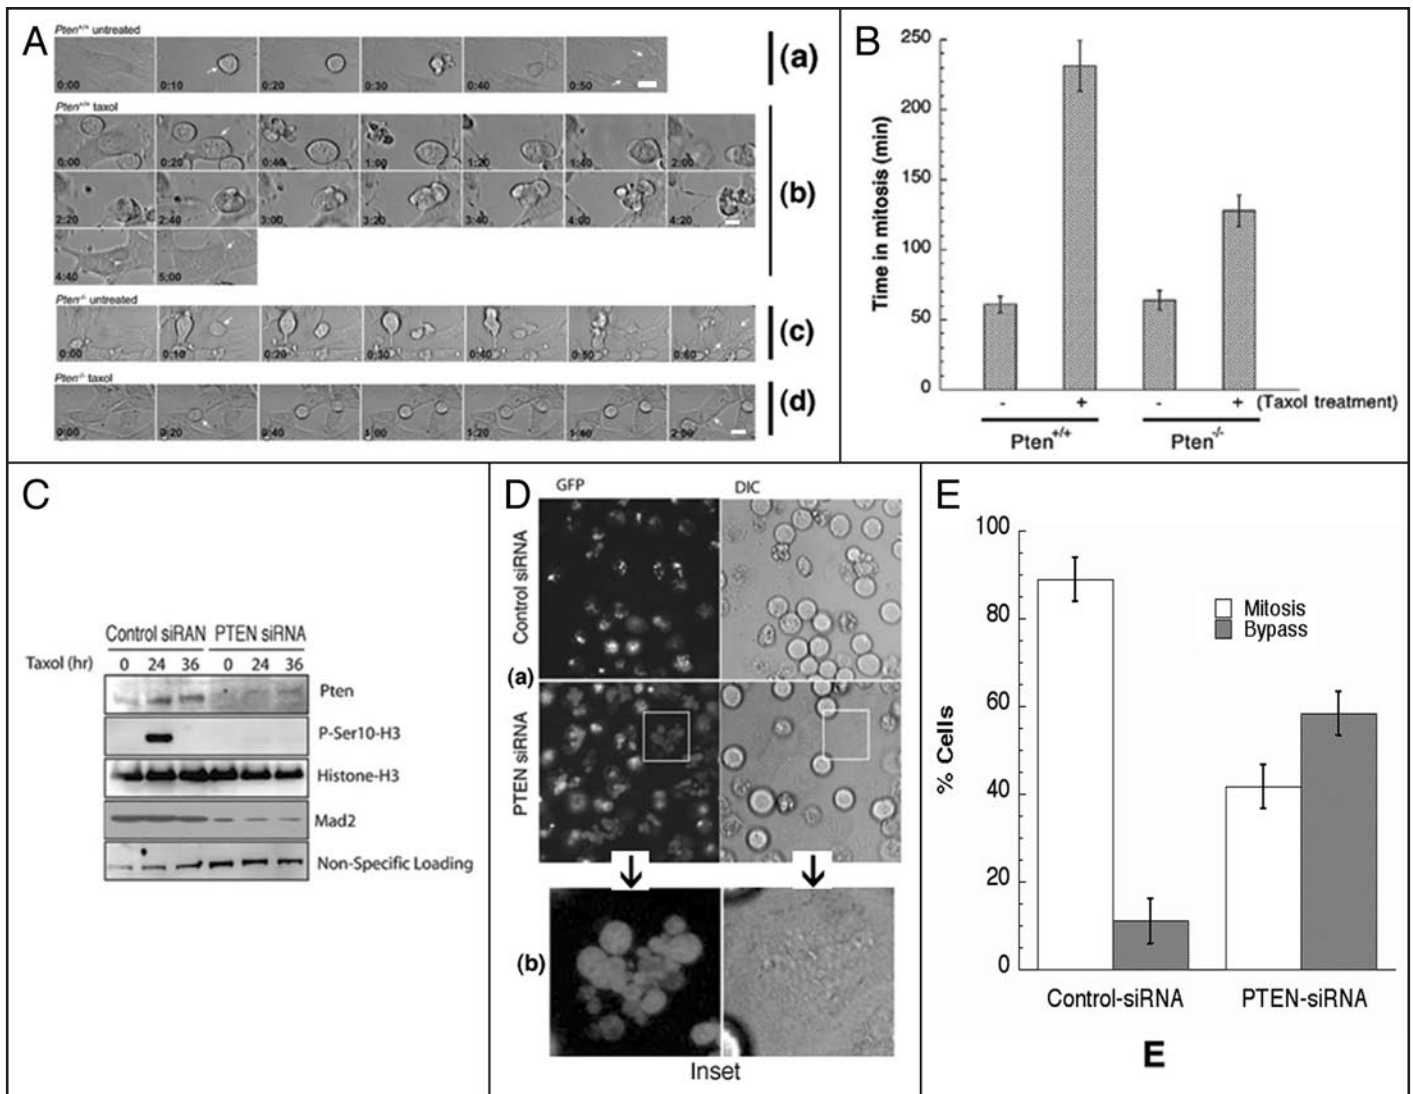 A
Pten+/+ untreated
0:00 0:10 0:20 0:30 0:40 0:50
(a)
Pten+/+ taxol
0:00 0:20 0:40 1:00 1:20 1:40 2:00
2:20 2:40 3:00 3:20 3:40 4:00 4:20
4:40 5:00
(b)
Pten-/- untreated
0:00 0:10 0:20 0:30 0:40 0:50 0:60
(c)
Pten-/- taxol
0:00 0:20 0:40 1:00 1:20 1:40 2:00
(d)
B
Time in mitosis (min)
250
200
150
100
50
0
- + - + (Taxol treatment)
Pten+/+ Pten-/-
C
Control siRAN PTEN siRNA
Taxol (hr) 0 24 36 0 24 36
Pten
P-Ser10-H3
Histone-H3
Mad2
Non-Specific Loading
D
GFP DIC
Control siRNA
(a)
PTEN siRNA
(b)
Inset
E
% Cells
100
80
60
40
20
0
Mitosis
Bypass
Control-siRNA PTEN-siRNA
E